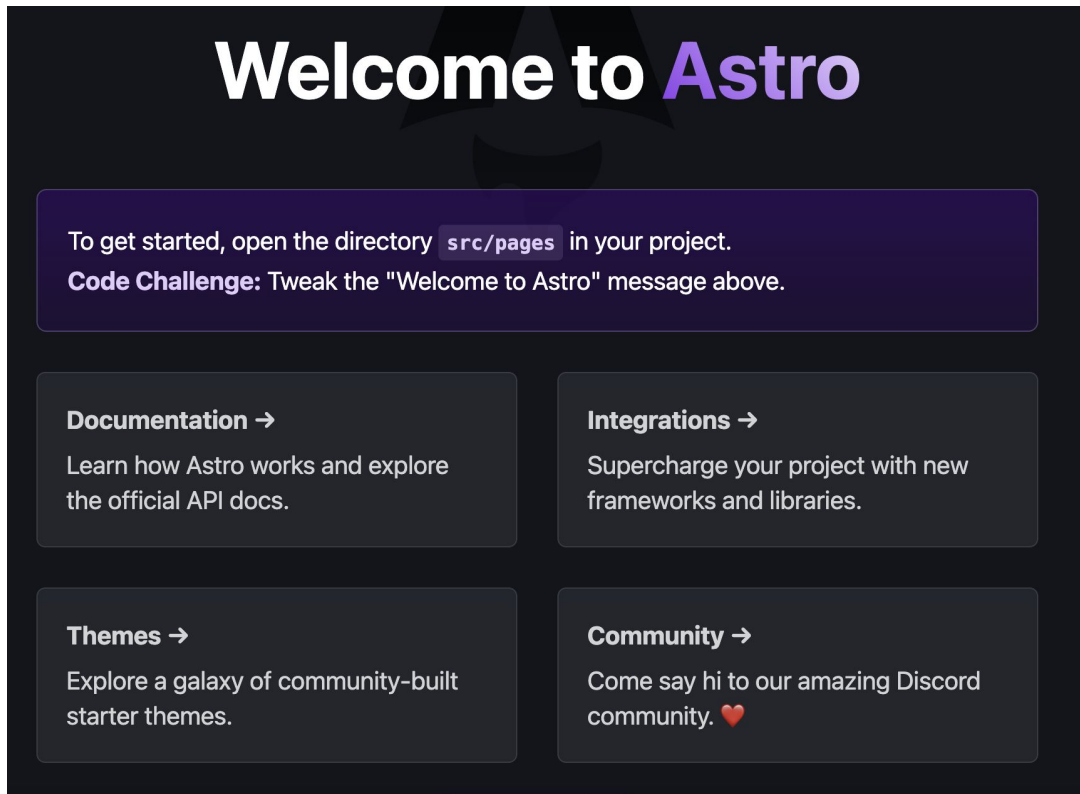 Welcome to Astro
To get started, open the directory src/pages in your project.
Code Challenge: Tweak the "Welcome to Astro" message above.
Documentation →
Learn how Astro works and explore
the official API docs.
Integrations →
Supercharge your project with new
frameworks and libraries.
Themes →
Explore a galaxy of community-built
starter themes.
Community →
Come say hi to our amazing Discord
community. ❤️